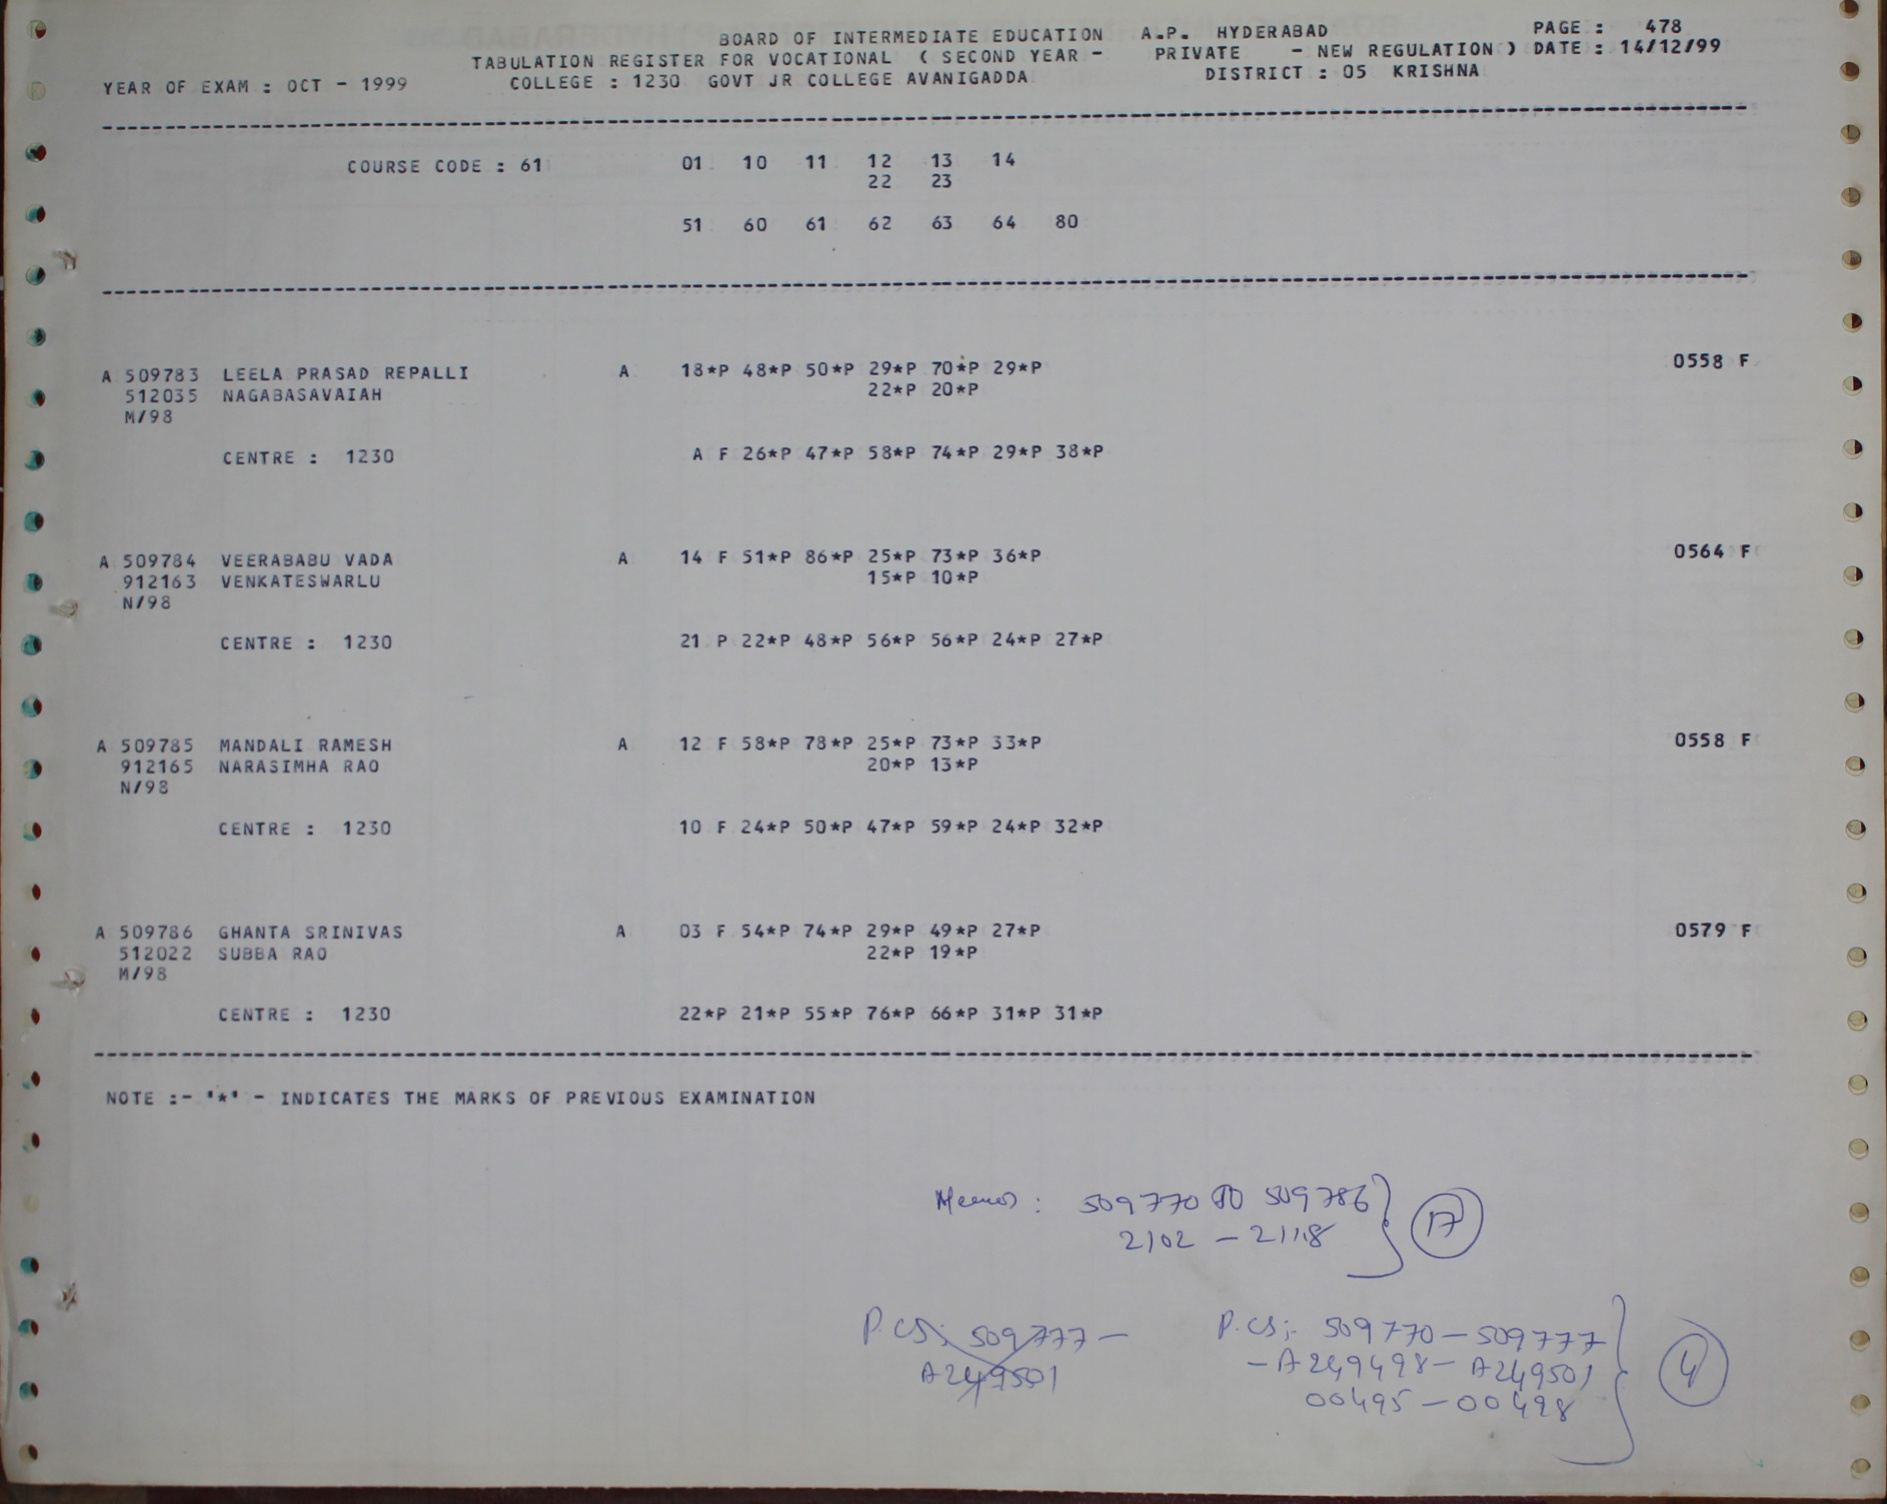 BOARD OF INTERMEDIATE EDUCATION A.P. HYDERABAD PAGE : 478
TABULATION REGISTER FOR VOCATIONAL ( SECOND YEAR - PRIVATE - NEW REGULATION ) DATE : 14/12/99
YEAR OF EXAM : OCT - 1999 COLLEGE : 1230 GOVT JR COLLEGE AVANIGADDA DISTRICT : 05 KRISHNA
COURSE CODE : 61 01 10 11 12 13 14
22 23
51 60 61 62 63 64 80
A 509783 LEELA PRASAD REPALLI A 18*P 48*P 50*P 29*P 70*P 29*P 0558 F
512035 NAGABASAVAIAH 22*P 20*P
M/98
CENTRE : 1230 A F 26*P 47*P 58*P 74*P 29*P 38*P
A 509784 VEERABABU VADA A 14 F 51*P 86*P 25*P 73*P 36*P 0564 F
912163 VENKATESWARLU 15*P 10*P
N/98
CENTRE : 1230 21 P 22*P 48*P 56*P 56*P 24*P 27*P
A 509785 MANDALI RAMESH A 12 F 58*P 78*P 25*P 73*P 33*P 0558 F
912165 NARASIMHA RAO 20*P 13*P
N/98
CENTRE : 1230 10 F 24*P 50*P 47*P 59*P 24*P 32*P
A 509786 GHANTA SRINIVAS A 03 F 54*P 74*P 29*P 49*P 27*P 0579 F
512022 SUBBA RAO 22*P 19*P
M/98
CENTRE : 1230 22*P 21*P 55*P 76*P 66*P 31*P 31*P
NOTE :- '*' - INDICATES THE MARKS OF PREVIOUS EXAMINATION
Memos : 509770 to 509786
2102 - 2118
17
P.Cs: 509777 -
A249501
P.Cs:- 509770 - 509777
- A249498 - A249501
00495 - 00498
4